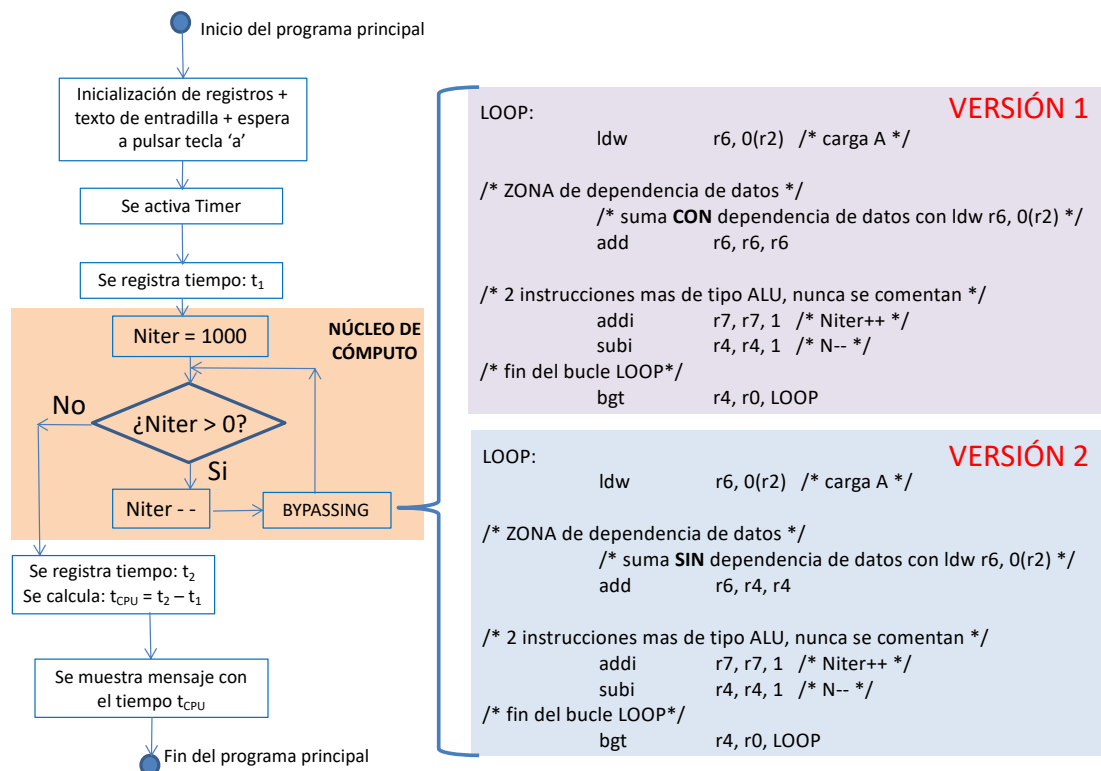 Inicio del programa principal
Inicialización de registros +
texto de entradilla + espera
a pulsar tecla ‘a’
Se activa Timer
Se registra tiempo: t1
NÚCLEO DE
CÓMPUTO
Niter = 1000
No
¿Niter > 0?
Si
Niter - -
BYPASSING
Se registra tiempo: t2
Se calcula: tCPU = t2 – t1
Se muestra mensaje con
el tiempo tCPU
Fin del programa principal
VERSIÓN 1
LOOP:
ldw r6, 0(r2) /* carga A */
/* ZONA de dependencia de datos */
/* suma CON dependencia de datos con ldw r6, 0(r2) */
add r6, r6, r6
/* 2 instrucciones mas de tipo ALU, nunca se comentan */
addi r7, r7, 1 /* Niter++ */
subi r4, r4, 1 /* N-- */
/* fin del bucle LOOP*/
bgt r4, r0, LOOP
VERSIÓN 2
LOOP:
ldw r6, 0(r2) /* carga A */
/* ZONA de dependencia de datos */
/* suma SIN dependencia de datos con ldw r6, 0(r2) */
add r6, r4, r4
/* 2 instrucciones mas de tipo ALU, nunca se comentan */
addi r7, r7, 1 /* Niter++ */
subi r4, r4, 1 /* N-- */
/* fin del bucle LOOP*/
bgt r4, r0, LOOP